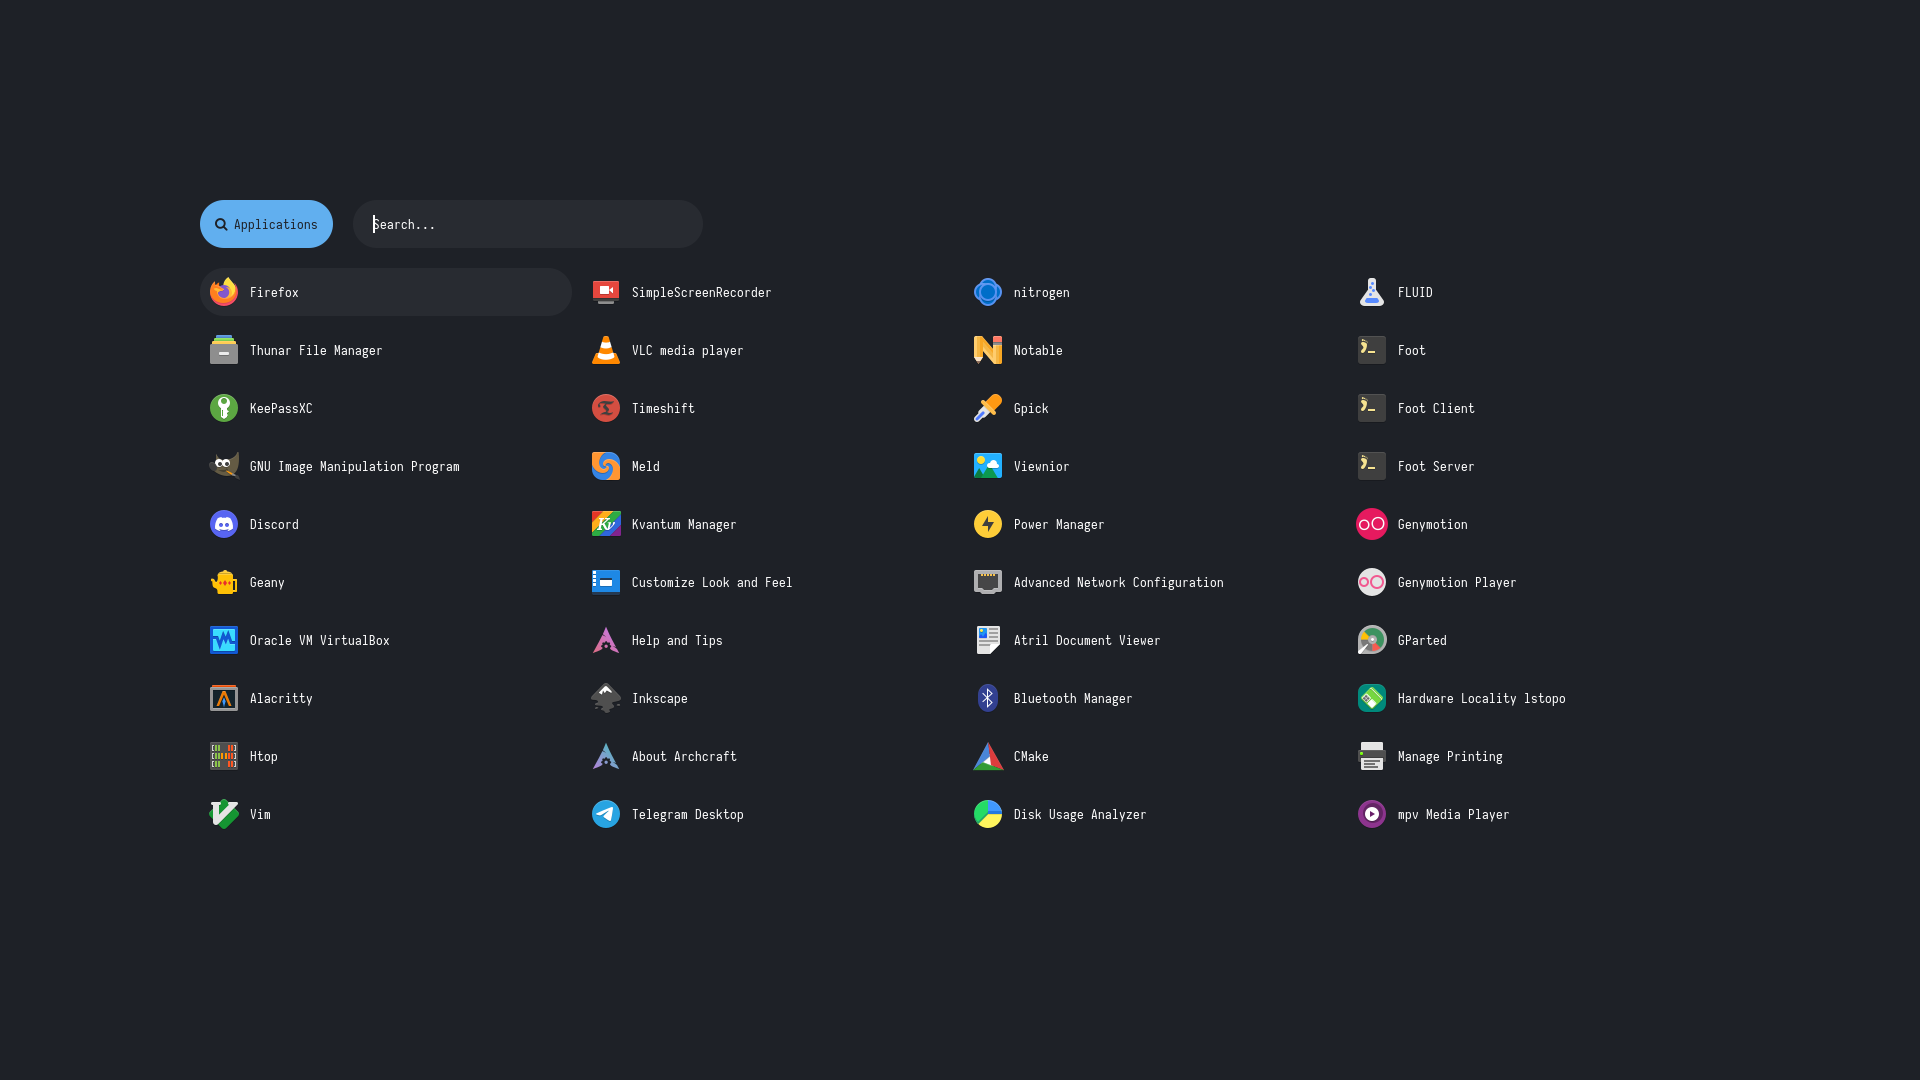 Applications
Search...
Firefox
SimpleScreenRecorder
nitrogen
FLUID
Thunar File Manager
VLC media player
Notable
Foot
KeePassXC
Timeshift
Gpick
Foot Client
GNU Image Manipulation Program
Meld
Viewnior
Foot Server
Discord
Kvantum Manager
Power Manager
Genymotion
Geany
Customize Look and Feel
Advanced Network Configuration
Genymotion Player
Oracle VM VirtualBox
Help and Tips
Atril Document Viewer
GParted
Alacritty
Inkscape
Bluetooth Manager
Hardware Locality lstopo
Htop
About Archcraft
CMake
Manage Printing
Vim
Telegram Desktop
Disk Usage Analyzer
mpv Media Player